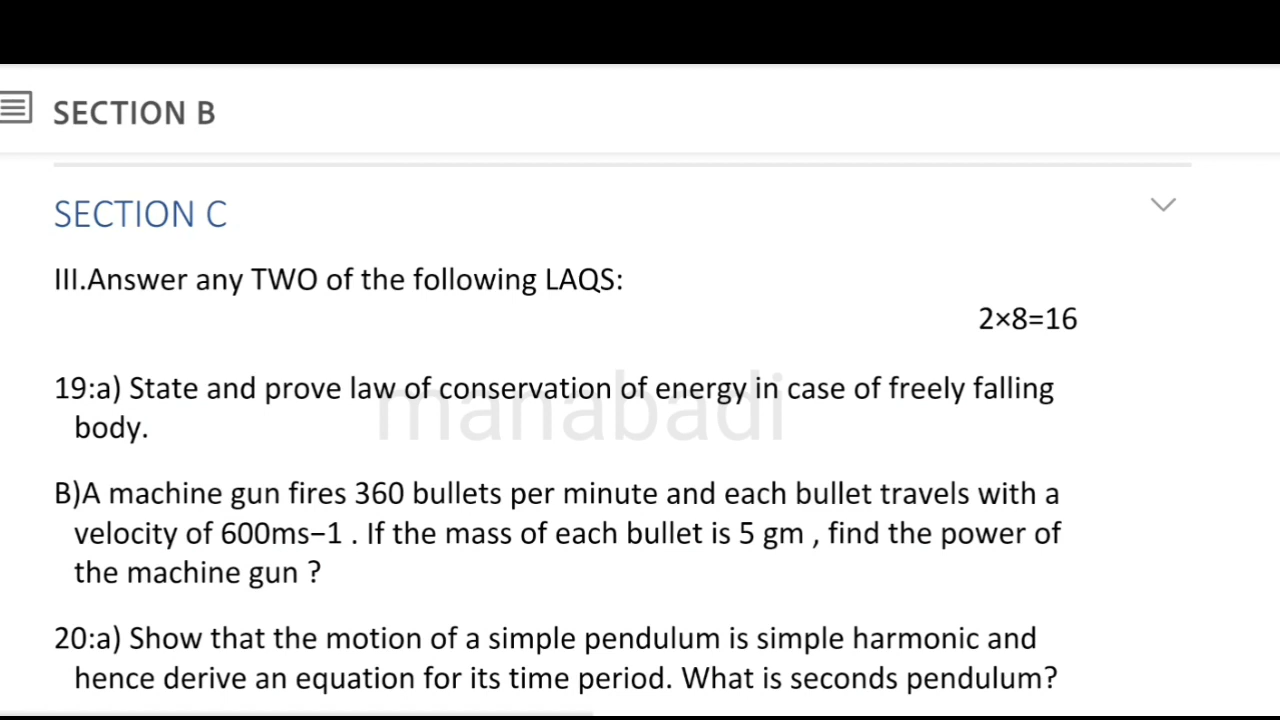 SECTION B
SECTION C
III.Answer any TWO of the following LAQS:
2×8=16
19:a) State and prove law of conservation of energy in case of freely falling
body.
manabadi
B)A machine gun fires 360 bullets per minute and each bullet travels with a
velocity of 600ms−1 . If the mass of each bullet is 5 gm , find the power of
the machine gun ?
20:a) Show that the motion of a simple pendulum is simple harmonic and
hence derive an equation for its time period. What is seconds pendulum?